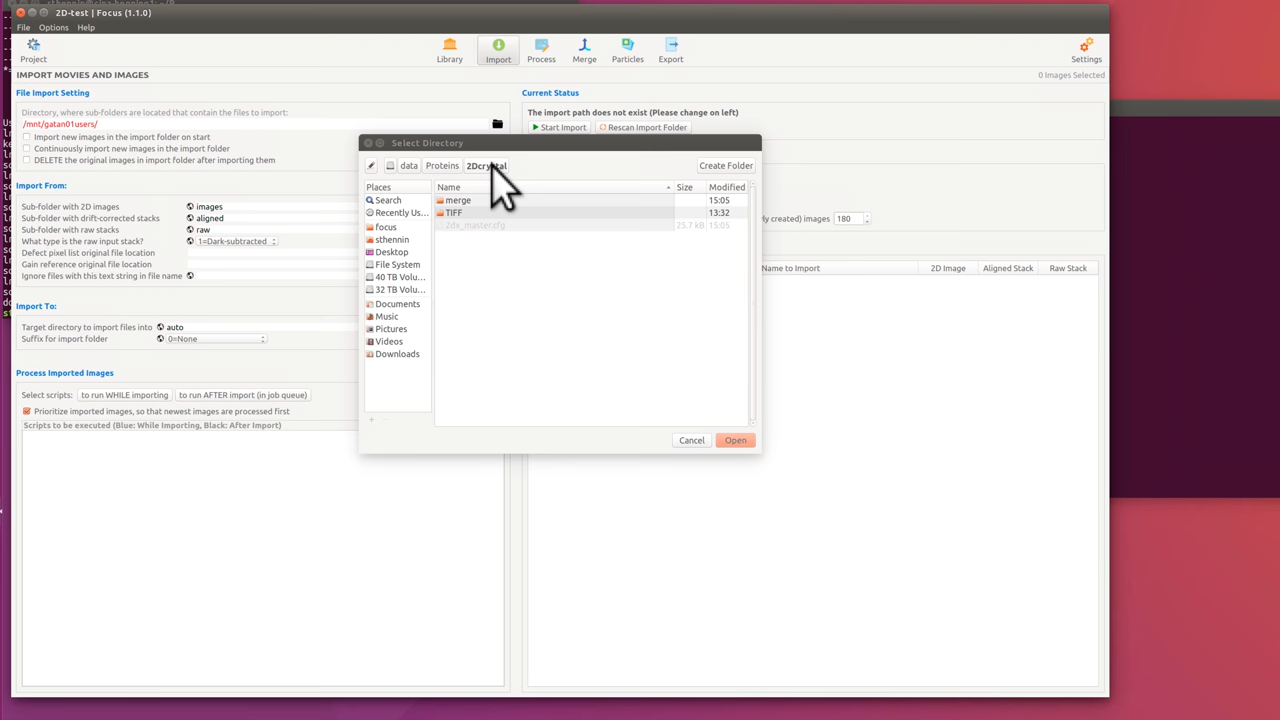 2D-test | Focus (1.1.0)
File Options Help
Project Library Import Process Merge Particles Export Settings
IMPORT MOVIES AND IMAGES
0 Images Selected
File Import Setting
Directory, where sub-folders are located that contain the files to import:
/mnt/gatan01users/
Import new images in the import folder on start
Continuously import new images in the import folder
DELETE the original images in import folder after importing them
Import From:
Sub-folder with 2D images images
Sub-folder with drift-corrected stacks aligned
Sub-folder with raw stacks raw
What type is the raw input stack? 1=Dark-subtracted
Defect pixel list original file location
Gain reference original file location
Ignore files with this text string in file name
Import To:
Target directory to import files into auto
Suffix for import folder 0=None
Process Imported Images
Select scripts: to run WHILE importing to run AFTER import (in job queue)
Prioritize imported images, so that newest images are processed first
Scripts to be executed (Blue: While Importing, Black: After Import)
Current Status
The import path does not exist (Please change on left)
Start Import Rescan Import Folder
ly created) images 180
Name to Import 2D Image Aligned Stack Raw Stack
Select Directory
data Proteins 2Dcrystal Create Folder
Places
Search
Recently Us...
focus
sthennin
Desktop
File System
40 TB Volu...
32 TB Volu...
Documents
Music
Pictures
Videos
Downloads
Name Size Modified
merge 15:05
TIFF 13:32
2dx_master.cfg 25.7 kB 15:05
Cancel Open